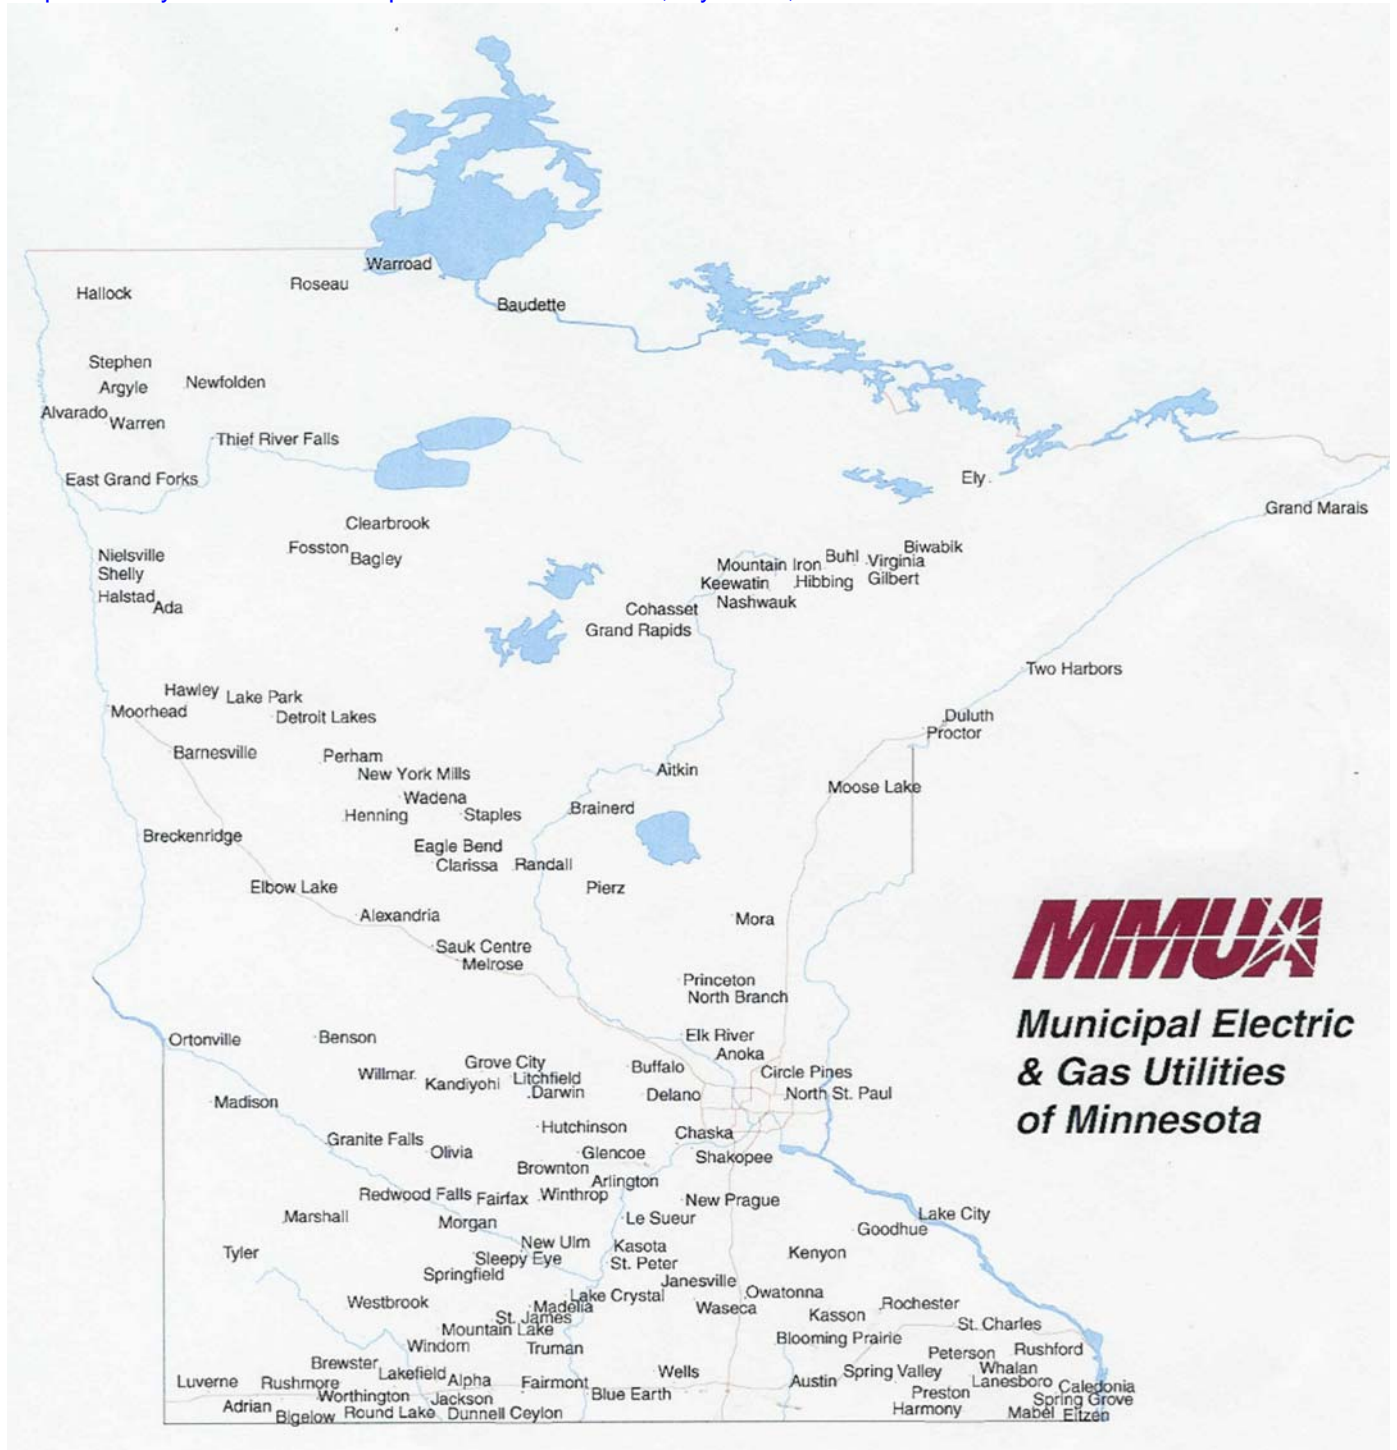 Warroad
Roseau
Hallock
Baudette
Stephen
Newfolden
Argyle
Alvarado
Warren
Thief River Falls
East Grand Forks
Ely
Grand Marais
Clearbrook
Fosston
Bagley
Nielsville
Shelly
Halstad
Ada
Biwabik
Buhl
Virginia
Mountain Iron
Gilbert
Keewatin
Hibbing
Nashwauk
Cohasset
Grand Rapids
Two Harbors
Hawley
Lake Park
Moorhead
Detroit Lakes
Duluth
Proctor
Barnesville
Perham
New York Mills
Aitkin
Moose Lake
Wadena
Henning
Staples
Brainerd
Breckenridge
Eagle Bend
Clarissa
Randall
Elbow Lake
Pierz
Alexandria
Mora
Sauk Centre
Melrose
Princeton
North Branch
MMUA
Municipal Electric
& Gas Utilities
of Minnesota
Ortonville
Benson
Elk River
Anoka
Grove City
Buffalo
Circle Pines
Willmar
Kandiyohi
Litchfield
Darwin
Delano
North St. Paul
Madison
Hutchinson
Chaska
Granite Falls
Olivia
Glencoe
Shakopee
Brownton
Arlington
Redwood Falls
Fairfax
Winthrop
New Prague
Marshall
Morgan
Le Sueur
Lake City
Goodhue
Tyler
New Ulm
Kasota
Kenyon
Sleepy Eye
St. Peter
Springfield
Janesville
Lake Crystal
Owatonna
Westbrook
Madelia
Waseca
Rochester
St. James
Kasson
St. Charles
Mountain Lake
Blooming Prairie
Windom
Truman
Peterson
Rushford
Brewster
Whalan
Lakefield
Alpha
Wells
Spring Valley
Luverne
Rushmore
Fairmont
Austin
Lanesboro
Caledonia
Worthington
Jackson
Blue Earth
Preston
Spring Grove
Adrian
Bigelow
Round Lake
Dunnell
Ceylon
Harmony
Mabel
Eitzen